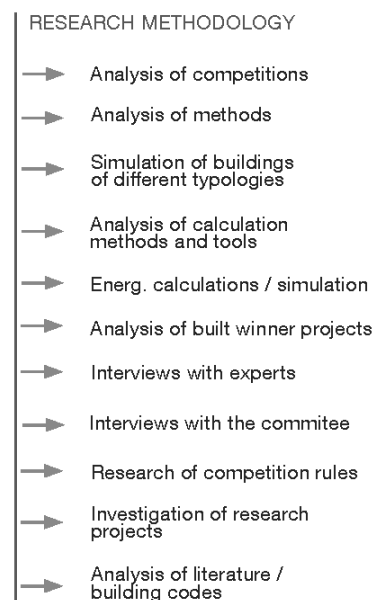 RESEARCH METHODOLOGY
Analysis of competitions
Analysis of methods
Simulation of buildings
of different typologies
Analysis of calculation
methods and tools
Energ. calculations / simulation
Analysis of built winner projects
Interviews with experts
Interviews with the commitee
Research of competition rules
Investigation of research
projects
Analysis of literature /
building codes